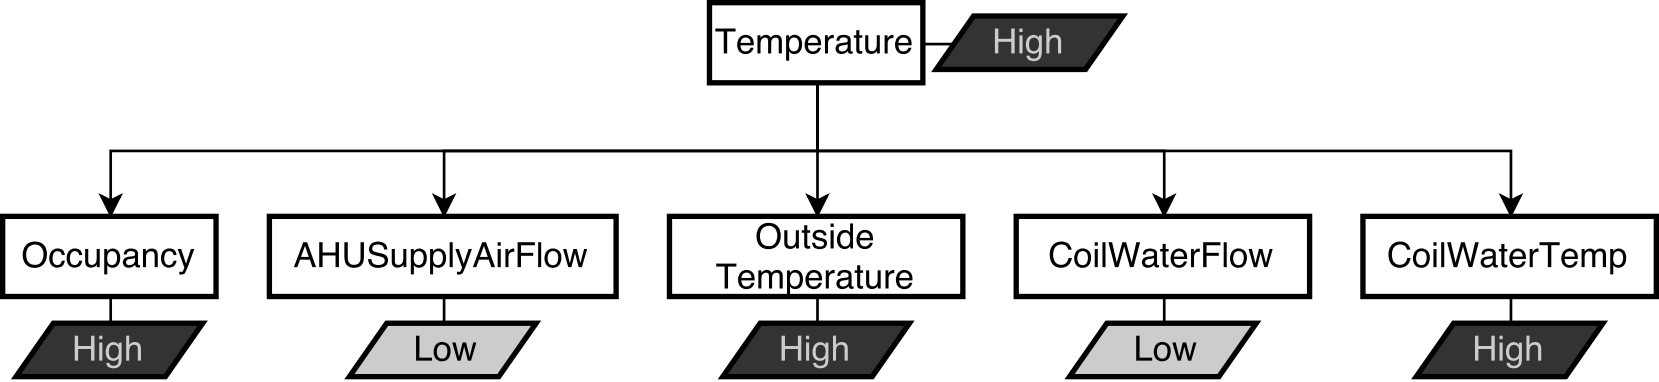 Temperature
High
Occupancy
AHUSupplyAirFlow
Outside
Temperature
CoilWaterFlow
CoilWaterTemp
High
Low
High
Low
High